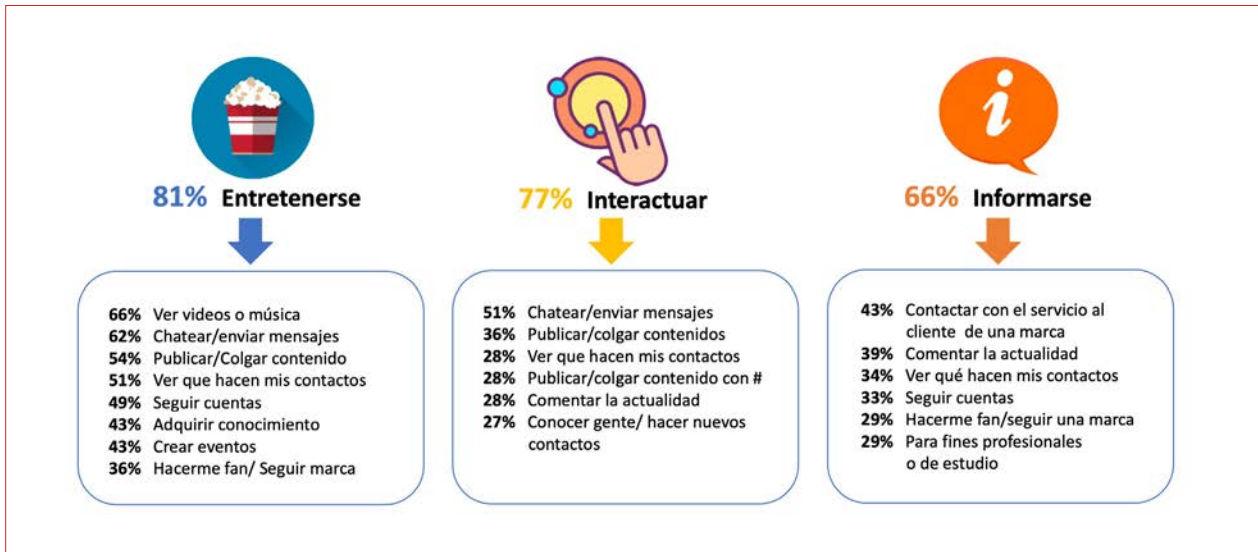 81% Entretenerse
66% Ver videos o música
62% Chatear/enviar mensajes
54% Publicar/Colgar contenido
51% Ver que hacen mis contactos
49% Seguir cuentas
43% Adquirir conocimiento
43% Crear eventos
36% Hacerme fan/ Seguir marca
77% Interactuar
51% Chatear/enviar mensajes
36% Publicar/colgar contenidos
28% Ver que hacen mis contactos
28% Publicar/colgar contenido con #
28% Comentar la actualidad
27% Conocer gente/ hacer nuevos
contactos
i
66% Informarse
43% Contactar con el servicio al
cliente de una marca
39% Comentar la actualidad
34% Ver qué hacen mis contactos
33% Seguir cuentas
29% Hacerme fan/seguir una marca
29% Para fines profesionales
o de estudio